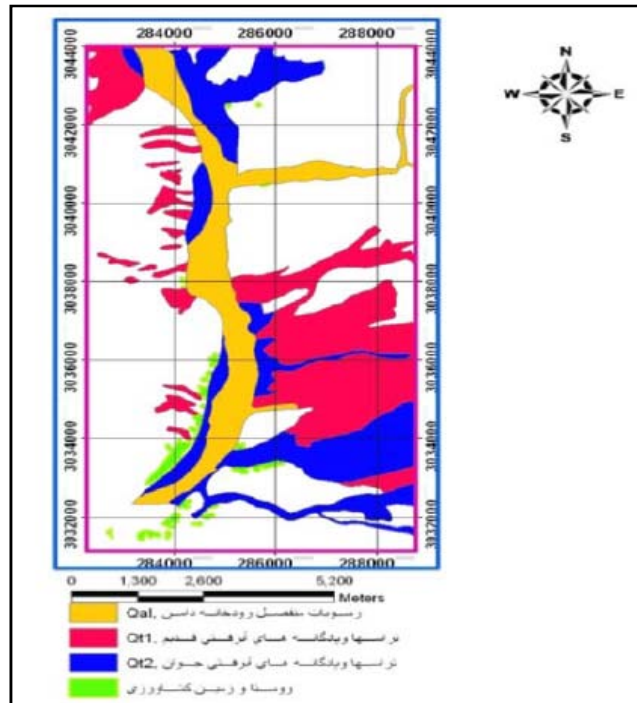 284000 286000 288000
N
W E
S
3044000 3044000
3042000 3042000
3040000 3040000
3038000 3038000
3036000 3036000
3034000 3034000
3032000 3032000
284000 286000 288000
0 1,300 2,600 5,200
Meters
Qal, رسوبات منفصل رودخانه دامن
Qt1, تراسها وپادگانه های آبرفتی قدیم
Qt2, تراسها وپادگانه های آبرفتی جوان
روستا و زمین کشاورزی